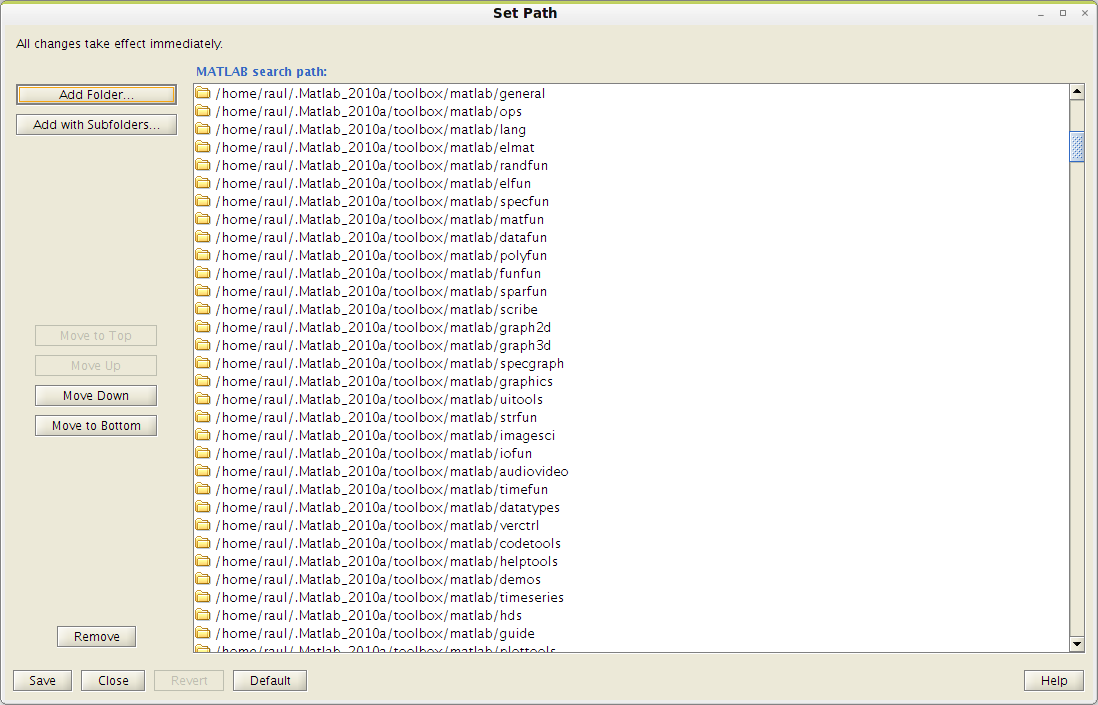 Set Path
All changes take effect immediately.
MATLAB search path:
Add Folder...
Add with Subfolders...
Move to Top
Move Up
Move Down
Move to Bottom
Remove
/home/raul/.Matlab_2010a/toolbox/matlab/general
/home/raul/.Matlab_2010a/toolbox/matlab/ops
/home/raul/.Matlab_2010a/toolbox/matlab/lang
/home/raul/.Matlab_2010a/toolbox/matlab/elmat
/home/raul/.Matlab_2010a/toolbox/matlab/randfun
/home/raul/.Matlab_2010a/toolbox/matlab/elfun
/home/raul/.Matlab_2010a/toolbox/matlab/specfun
/home/raul/.Matlab_2010a/toolbox/matlab/matfun
/home/raul/.Matlab_2010a/toolbox/matlab/datafun
/home/raul/.Matlab_2010a/toolbox/matlab/polyfun
/home/raul/.Matlab_2010a/toolbox/matlab/funfun
/home/raul/.Matlab_2010a/toolbox/matlab/sparfun
/home/raul/.Matlab_2010a/toolbox/matlab/scribe
/home/raul/.Matlab_2010a/toolbox/matlab/graph2d
/home/raul/.Matlab_2010a/toolbox/matlab/graph3d
/home/raul/.Matlab_2010a/toolbox/matlab/specgraph
/home/raul/.Matlab_2010a/toolbox/matlab/graphics
/home/raul/.Matlab_2010a/toolbox/matlab/uitools
/home/raul/.Matlab_2010a/toolbox/matlab/strfun
/home/raul/.Matlab_2010a/toolbox/matlab/imagesci
/home/raul/.Matlab_2010a/toolbox/matlab/iofun
/home/raul/.Matlab_2010a/toolbox/matlab/audiovideo
/home/raul/.Matlab_2010a/toolbox/matlab/timefun
/home/raul/.Matlab_2010a/toolbox/matlab/datatypes
/home/raul/.Matlab_2010a/toolbox/matlab/verctrl
/home/raul/.Matlab_2010a/toolbox/matlab/codetools
/home/raul/.Matlab_2010a/toolbox/matlab/helptools
/home/raul/.Matlab_2010a/toolbox/matlab/demos
/home/raul/.Matlab_2010a/toolbox/matlab/timeseries
/home/raul/.Matlab_2010a/toolbox/matlab/hds
/home/raul/.Matlab_2010a/toolbox/matlab/guide
/home/raul/.Matlab_2010a/toolbox/matlab/plottools
Save
Close
Revert
Default
Help